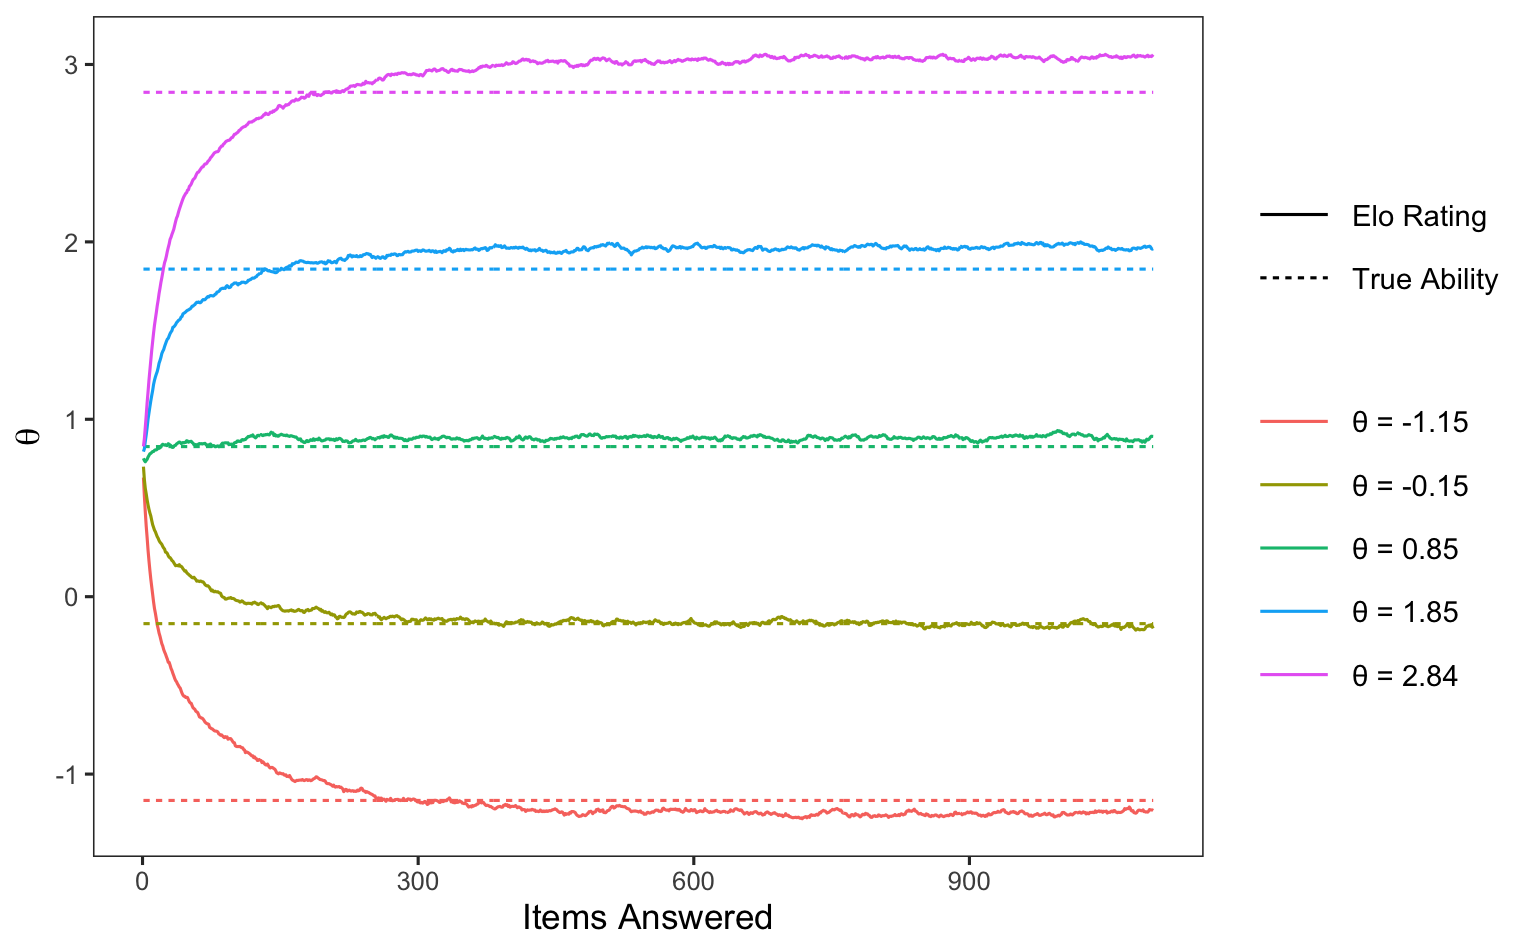 3
2
1
0
-1
θ
0
300
600
900
Items Answered
Elo Rating
True Ability
θ = -1.15
θ = -0.15
θ = 0.85
θ = 1.85
θ = 2.84